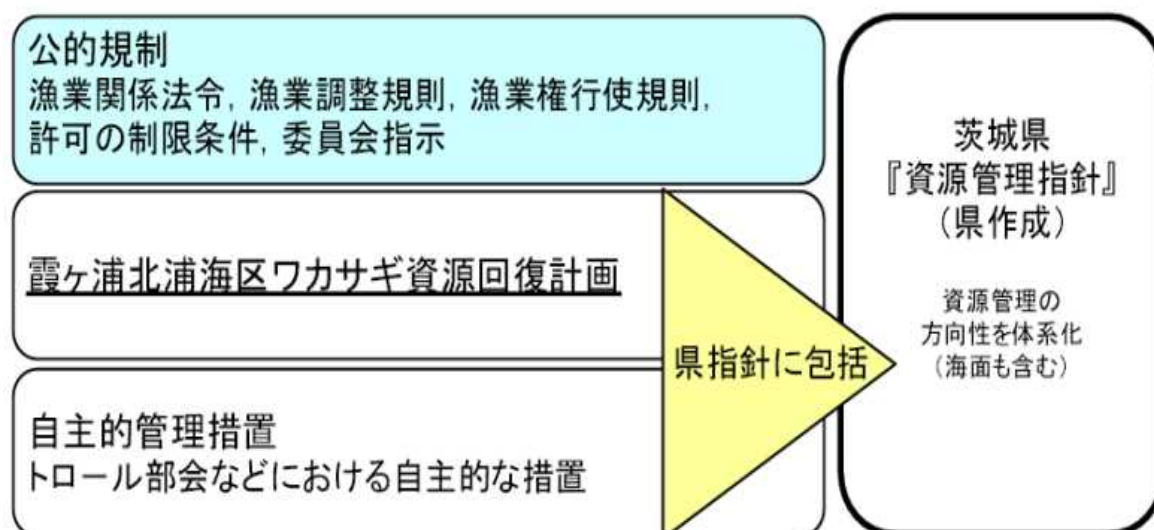 公的規制
漁業関係法令，漁業調整規則，漁業権行使規則，
許可の制限条件，委員会指示
霞ヶ浦北浦海区ワカサギ資源回復計画
自主的管理措置
トロール部会などにおける自主的な措置
県指針に包括
茨城県
『資源管理指針』
（県作成）
資源管理の
方向性を体系化
（海面も含む）